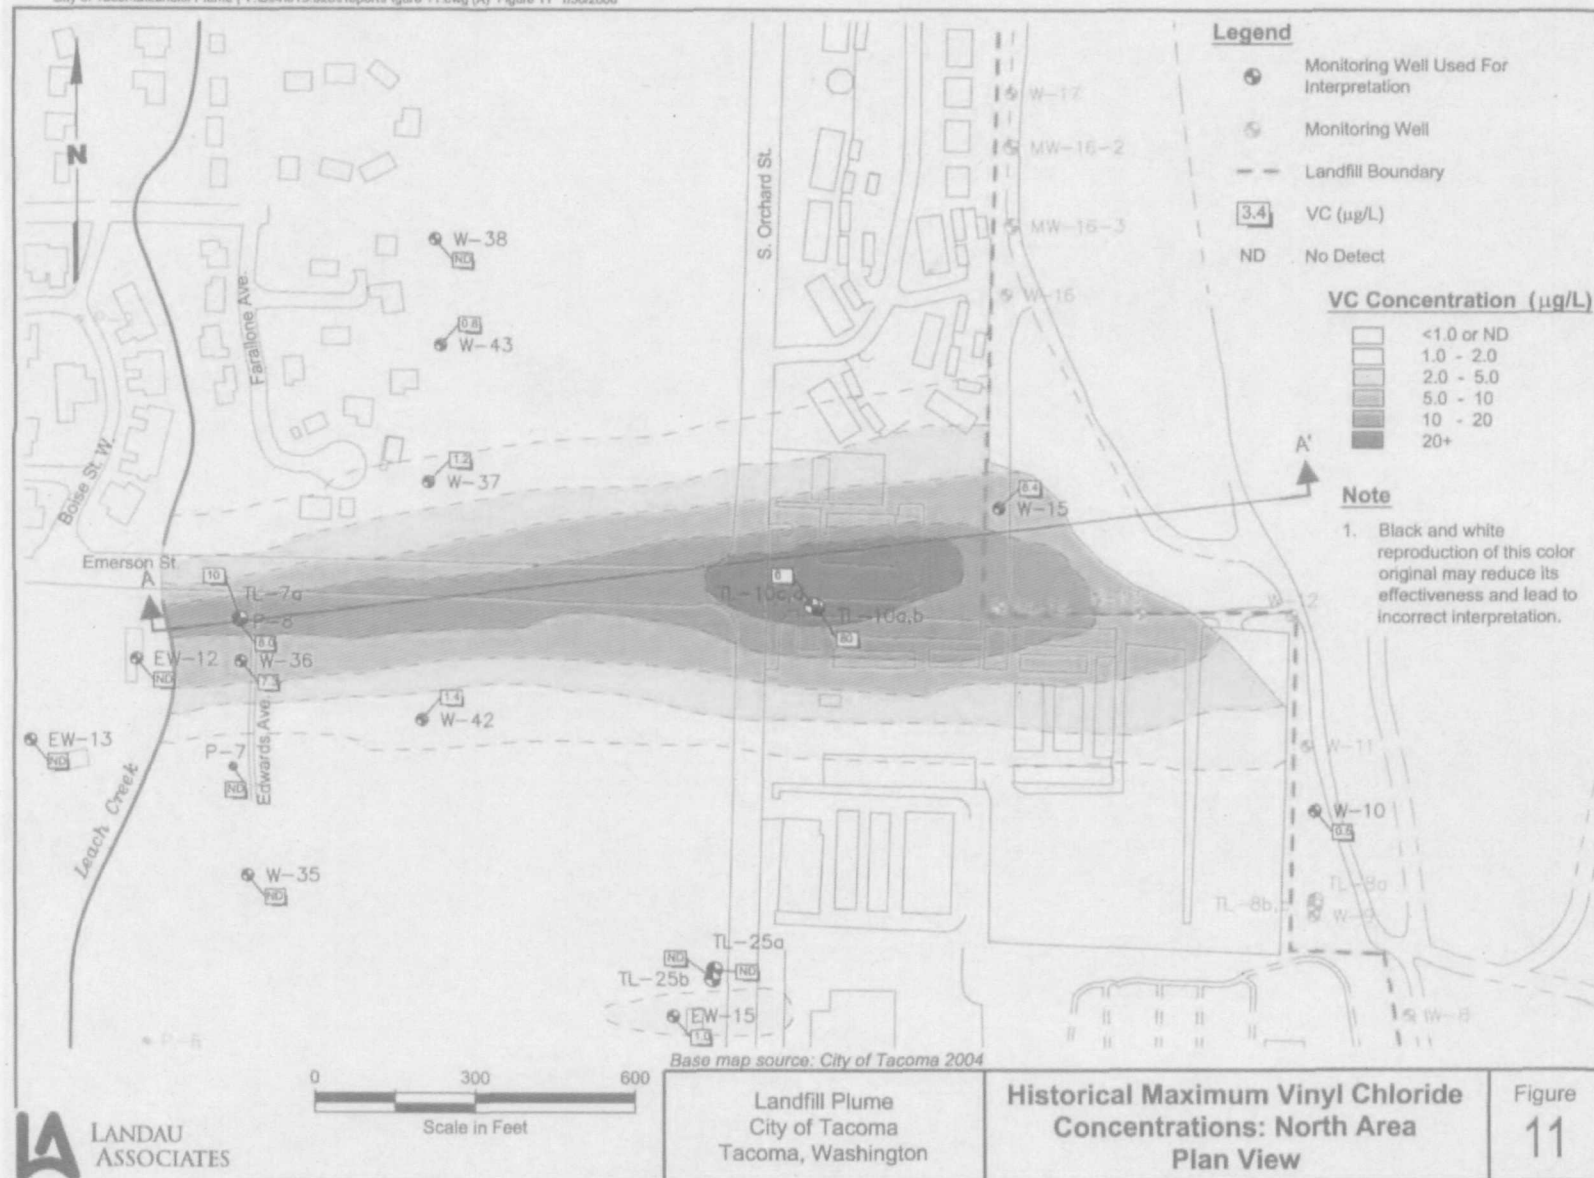 Legend
Monitoring Well Used For
Interpretation
Monitoring Well
Landfill Boundary
3.4 VC (µg/L)
ND No Detect
VC Concentration (µg/L)
<1.0 or ND
1.0 - 2.0
2.0 - 5.0
5.0 - 10
10 - 20
20+
Note
1. Black and white
reproduction of this color
original may reduce its
effectiveness and lead to
incorrect interpretation.
N
S. Orchard St.
Farallone Ave.
Boise St. W.
Emerson St.
Edwards Ave.
Leach Creek
W-17
MW-16-2
MW-16-3
W-16
W-38
ND
0.8
W-43
1.2
W-37
A'
6.4
W-15
A
10
TL-7a
P-8
8.0
EW-12
ND
W-36
1.4
W-42
6
TL-10c,d
TL-10a,b
80
EW-13
ND
P-7
ND
W-11
W-10
0.6
W-35
ND
TL-8a
TL-8b
W-9
TL-25a
ND
ND
TL-25b
EW-15
1.0
W-8
P-6
Base map source: City of Tacoma 2004
0 300 600
Scale in Feet
LA
LANDAU
ASSOCIATES
Landfill Plume
City of Tacoma
Tacoma, Washington
Historical Maximum Vinyl Chloride
Concentrations: North Area
Plan View
Figure
11